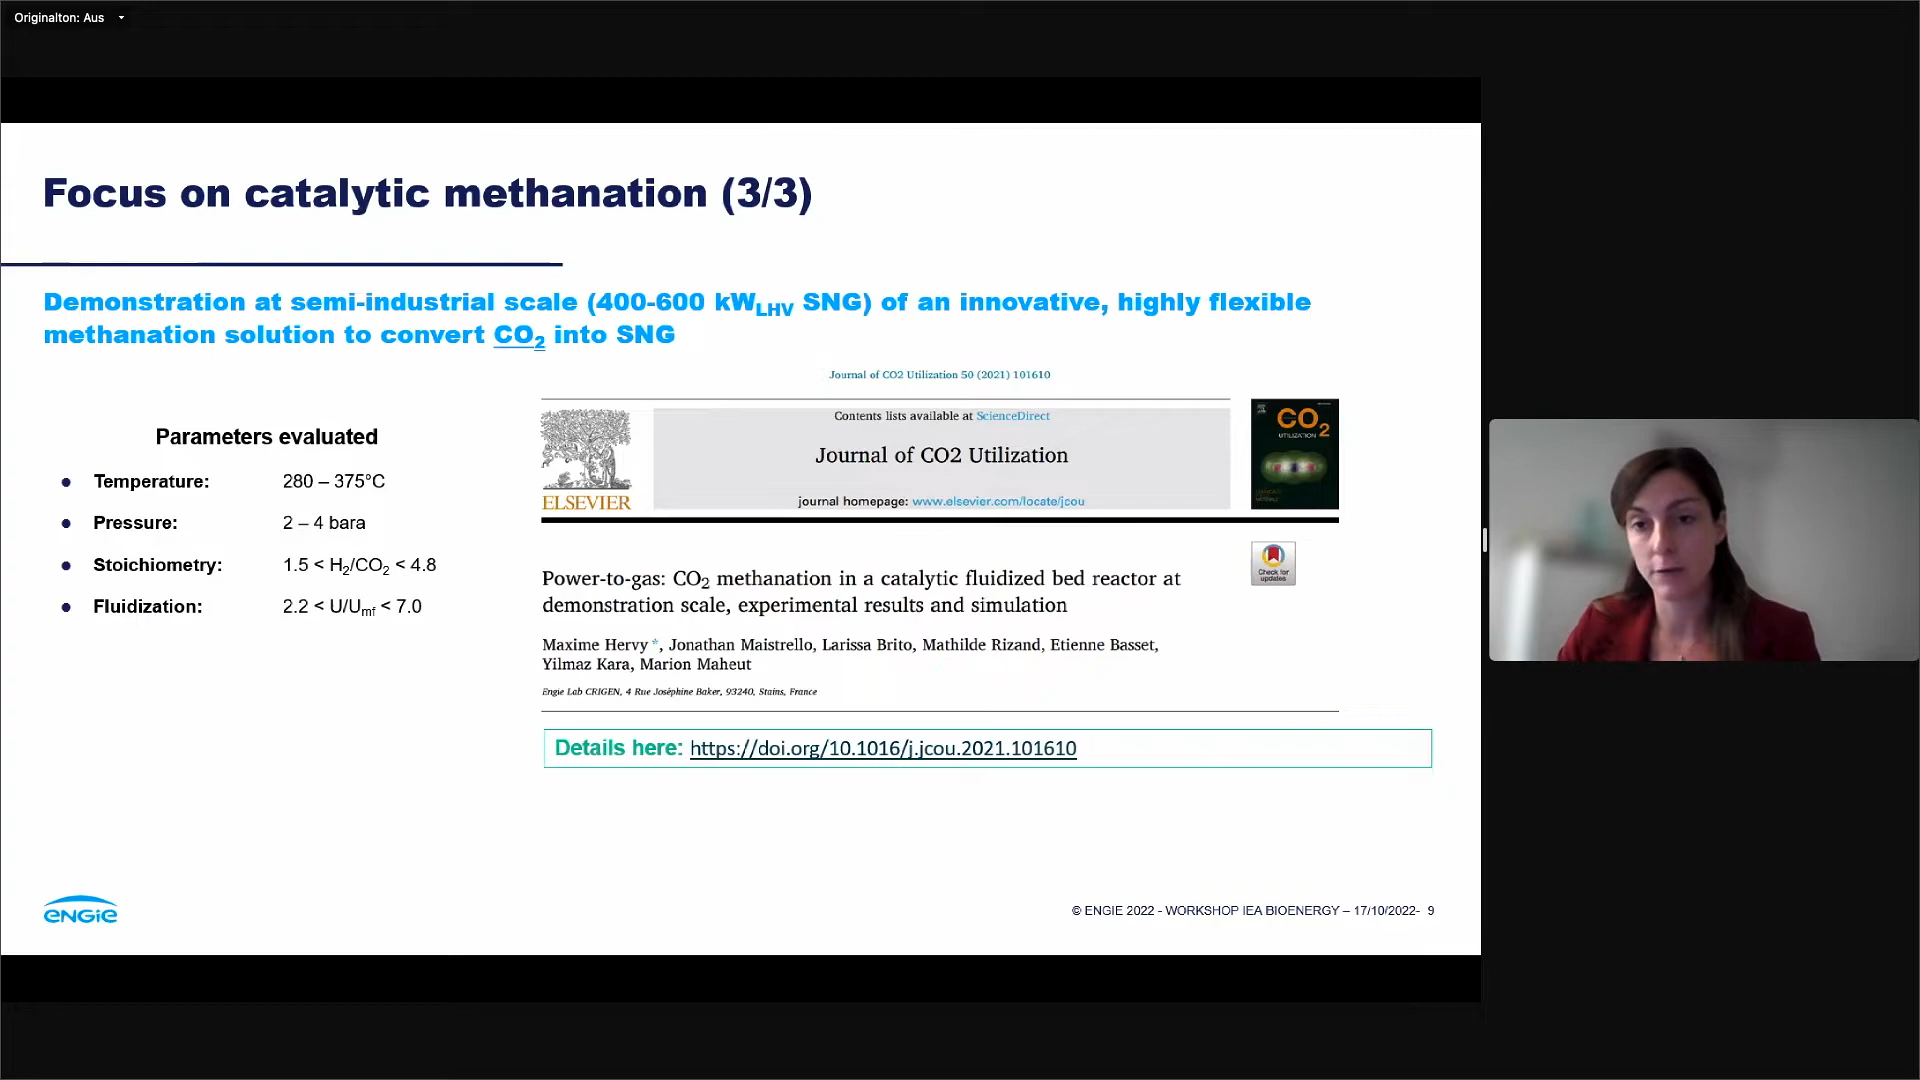 Originalton: Aus
Focus on catalytic methanation (3/3)
Demonstration at semi-industrial scale (400-600 kWLHV SNG) of an innovative, highly flexible
methanation solution to convert CO2 into SNG
Parameters evaluated
Temperature: 280 – 375°C
Pressure: 2 – 4 bara
Stoichiometry: 1.5 < H2/CO2 < 4.8
Fluidization: 2.2 < U/Umf < 7.0
Journal of CO2 Utilization 50 (2021) 101610
Contents lists available at ScienceDirect
Journal of CO2 Utilization
journal homepage: www.elsevier.com/locate/jcou
ELSEVIER
CO2
UTILIZATION
Check for
updates
Power-to-gas: CO2 methanation in a catalytic fluidized bed reactor at
demonstration scale, experimental results and simulation
Maxime Hervy *, Jonathan Maistrello, Larissa Brito, Mathilde Rizand, Etienne Basset,
Yilmaz Kara, Marion Maheut
Engie Lab CRIGEN, 4 Rue Joséphine Baker, 93240, Stains, France
Details here: https://doi.org/10.1016/j.jcou.2021.101610
ENGIE
© ENGIE 2022 - WORKSHOP IEA BIOENERGY – 17/10/2022- 9